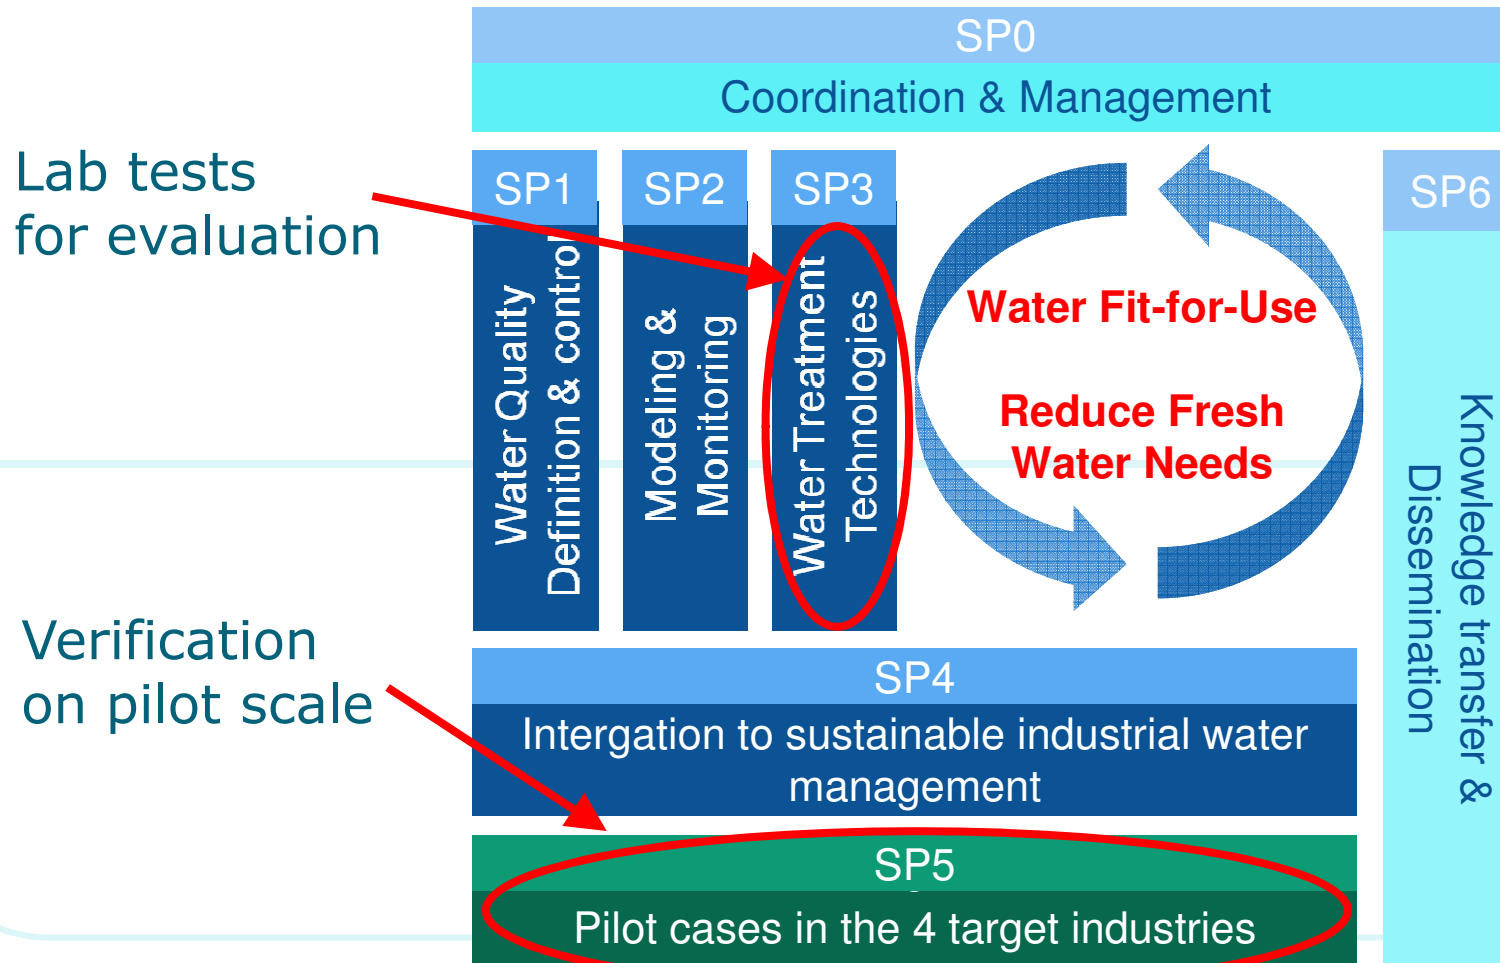 SP0
Coordination & Management
Lab tests
for evaluation
SP1
Water Quality
Definition & control
SP2
Modeling &
Monitoring
SP3
Water Treatment
Technologies
Water Fit-for-Use
Reduce Fresh
Water Needs
SP6
Knowledge transfer &
Dissemination
Verification
on pilot scale
SP4
Intergation to sustainable industrial water
management
SP5
Pilot cases in the 4 target industries